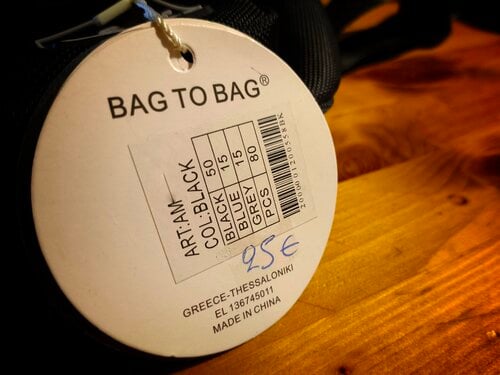 BAG TO BAG®
ART:AM
COL:BLACK 50
BLACK 15
BLUE 15
GREY 80
PCS
25€
GREECE-THESSALONIKI
EL 136745011
MADE IN CHINA